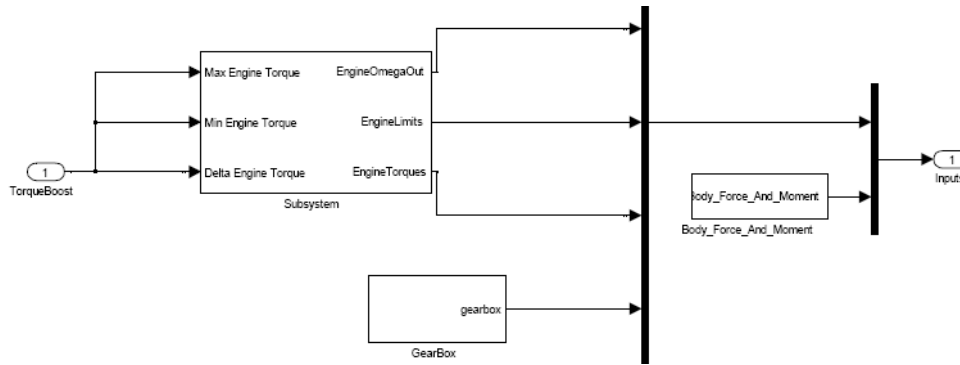 Max Engine Torque
EngineOmegaOut
Min Engine Torque
EngineLimits
1
TorqueBoost
Delta Engine Torque
EngineTorques
Subsystem
1
Inputs
Body_Force_And_Moment
Body_Force_And_Moment
gearbox
GearBox